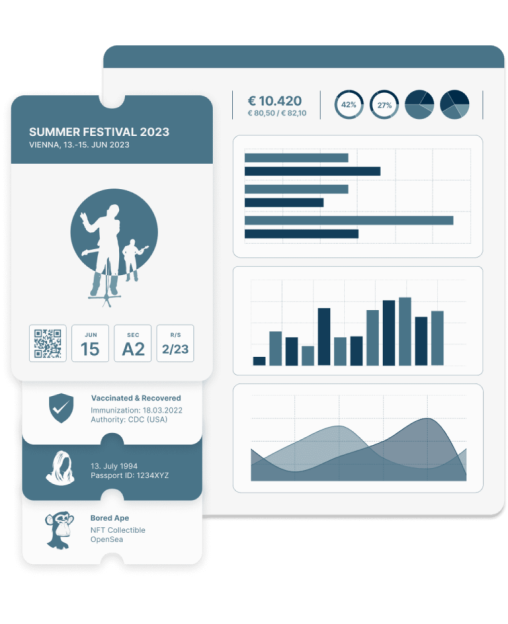 SUMMER FESTIVAL 2023
VIENNA, 13.-15. JUN 2023
JUN
15
SEC
A2
R/S
2/23
Vaccinated & Recovered
Immunization: 18.03.2022
Authority: CDC (USA)
13. July 1994
Passport ID: 1234XYZ
Bored Ape
NFT Collectible
OpenSea
€ 10.420
€ 80,50 / € 82,10
42%
27%